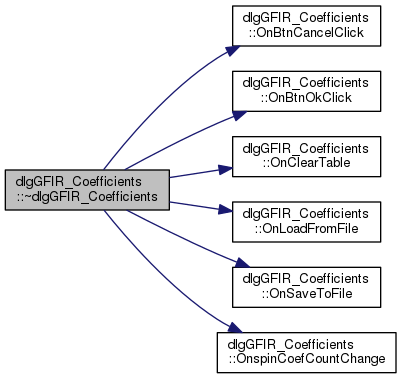 dlgGFIR_Coefficients
::OnBtnCancelClick
dlgGFIR_Coefficients
::OnBtnOkClick
dlgGFIR_Coefficients
::OnClearTable
dlgGFIR_Coefficients
::~dlgGFIR_Coefficients
dlgGFIR_Coefficients
::OnLoadFromFile
dlgGFIR_Coefficients
::OnSaveToFile
dlgGFIR_Coefficients
::OnspinCoefCountChange